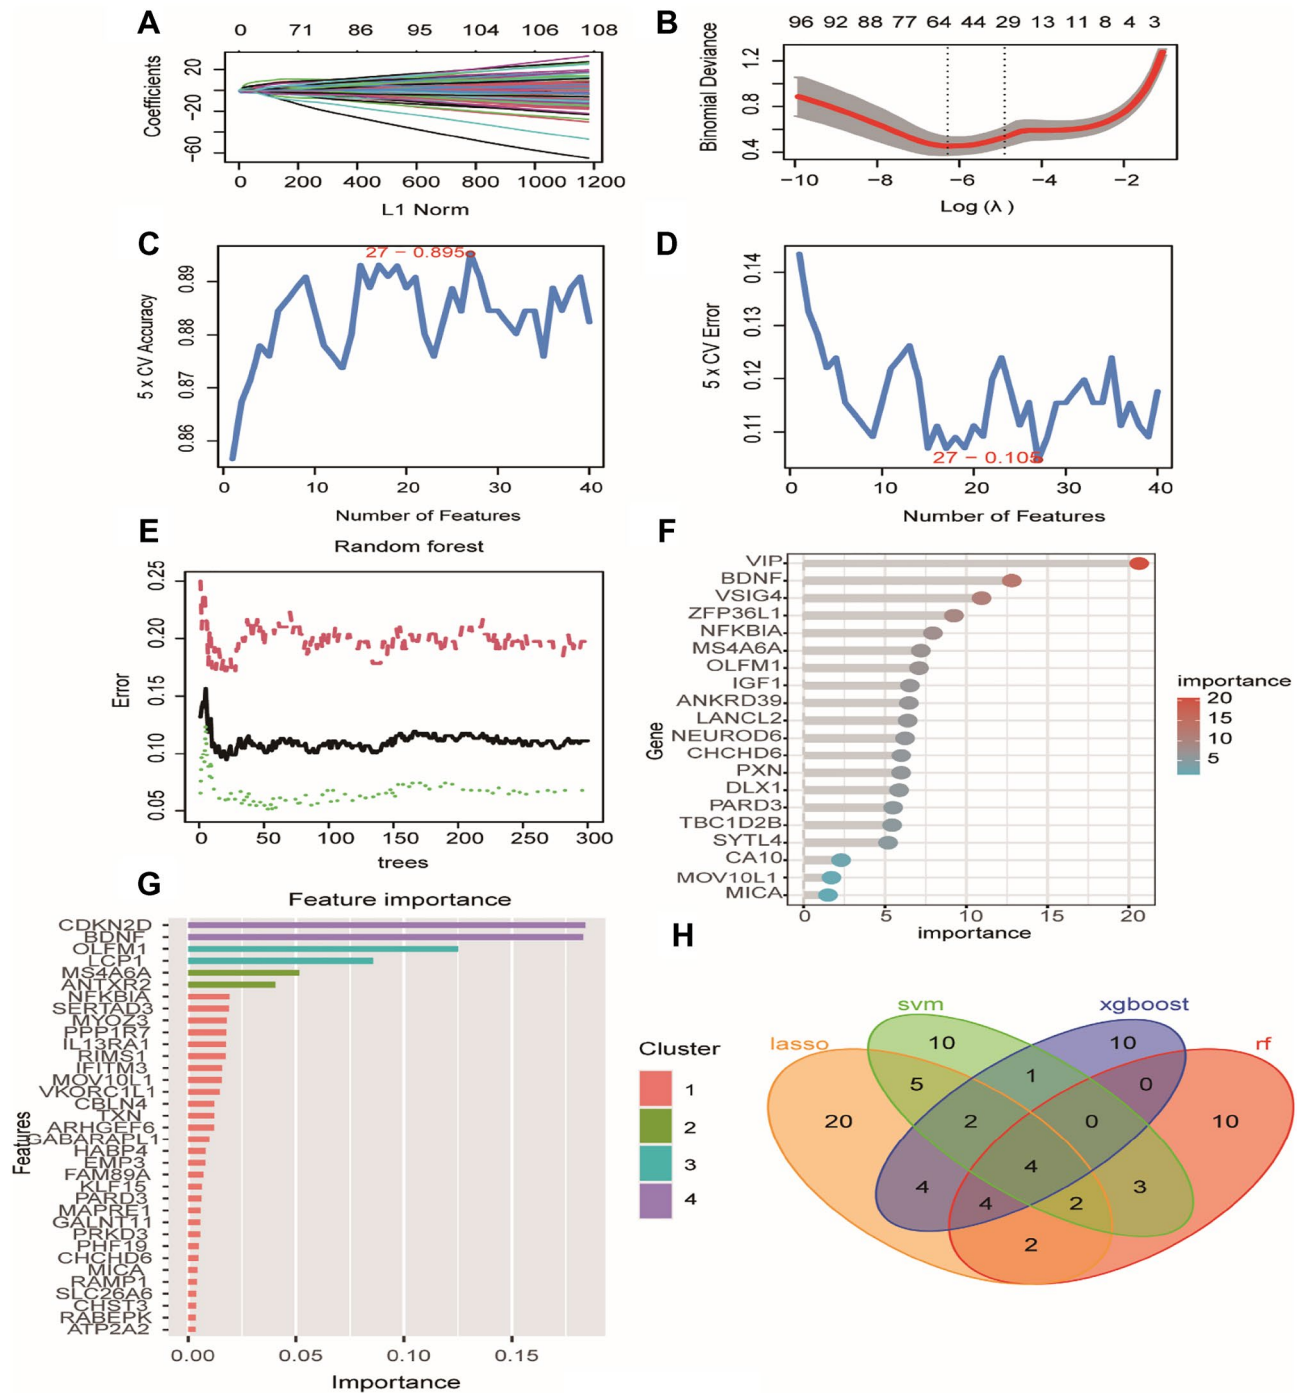 A
0 71 86 95 104 106 108
Coefficients
20
0
−20
−60
0 200 400 600 800 1000 1200
L1 Norm
B
96 92 88 77 64 44 29 13 11 8 4 3
Binomial Deviance
1.2
0.8
0.4
−10 −8 −6 −4 −2
Log (λ )
C
27 − 0.895
5 x CV Accuracy
0.89
0.88
0.87
0.86
0 10 20 30 40
Number of Features
D
5 x CV Error
0.14
0.13
0.12
0.11
27 − 0.105
0 10 20 30 40
Number of Features
E
Random forest
Error
0.25
0.20
0.15
0.10
0.05
0 50 100 150 200 250 300
trees
F
Gene
VIP
BDNF
VSIG4
ZFP36L1
NFKBIA
MS4A6A
OLFM1
IGF1
ANKRD39
LANCL2
NEUROD6
CHCHD6
PXN
DLX1
PARD3
TBC1D2B
SYTL4
CA10
MOV10L1
MICA
0 5 10 15 20
importance
importance
20
15
10
5
G
Feature importance
Features
CDKN2D
BDNF
OLFM1
LCP1
MS4A6A
ANTXR2
NFKBIA
SERTAD3
MYOZ3
PPP1R7
IL13RA1
RIMS1
IFITM3
MOV10L1
VKORC1L1
CBLN4
TXN
ARHGEF6
GABARAPL1
HABP4
EMP3
FAM89A
KLF15
PARD3
MAPRE1
GALNT11
PRKD3
PHF19
CHCHD6
MICA
RAMP1
SLC26A6
CHST3
RABEPK
ATP2A2
0.00 0.05 0.10 0.15
Importance
Cluster
1
2
3
4
H
svm xgboost
lasso rf
10 10
5 1 0
20 2 0 10
4
4 4 2 3
2